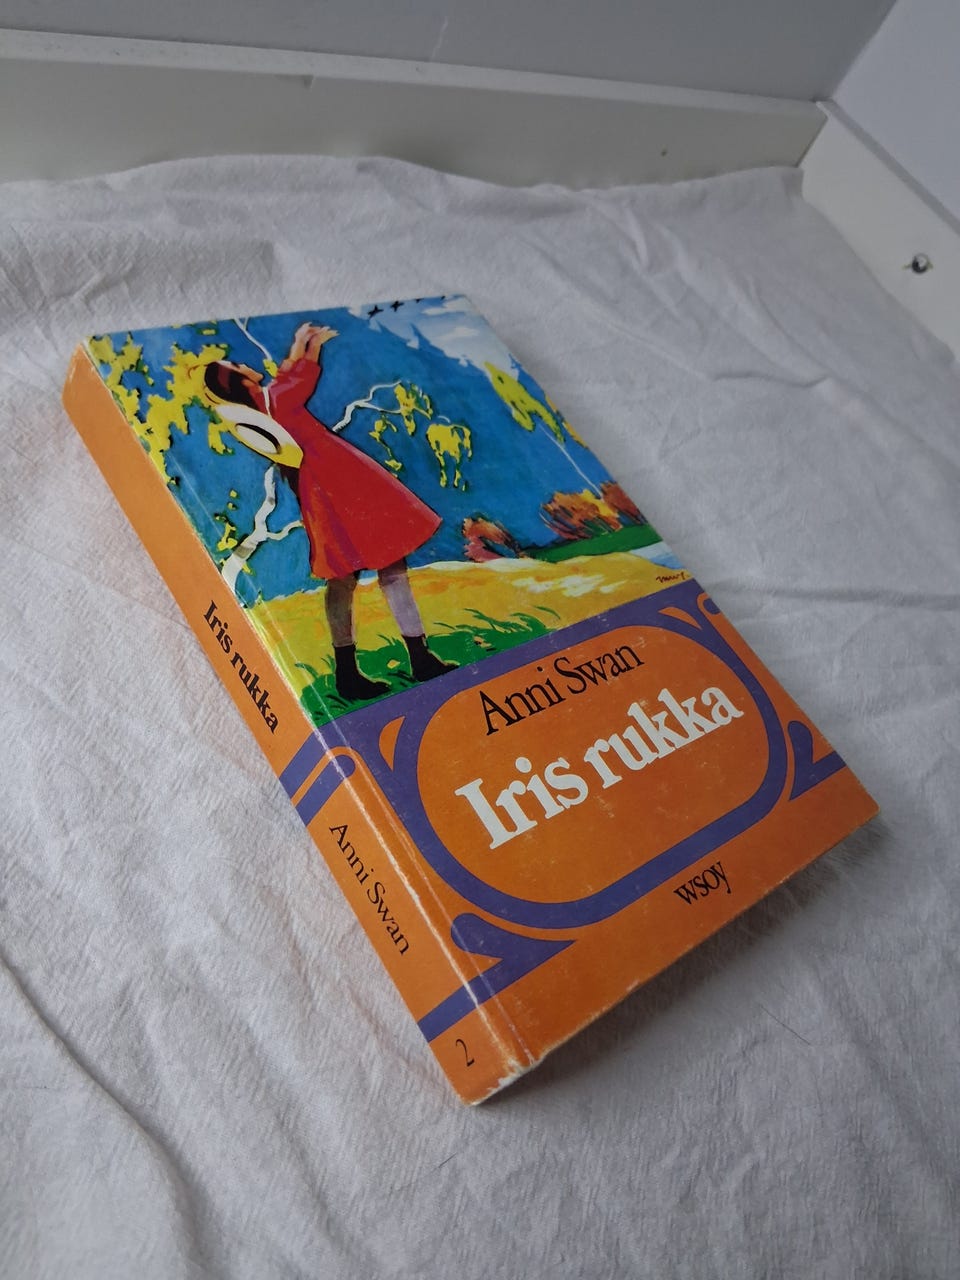 Anni Swan
Iris rukka
wsoy
Iris rukka
Anni Swan
2